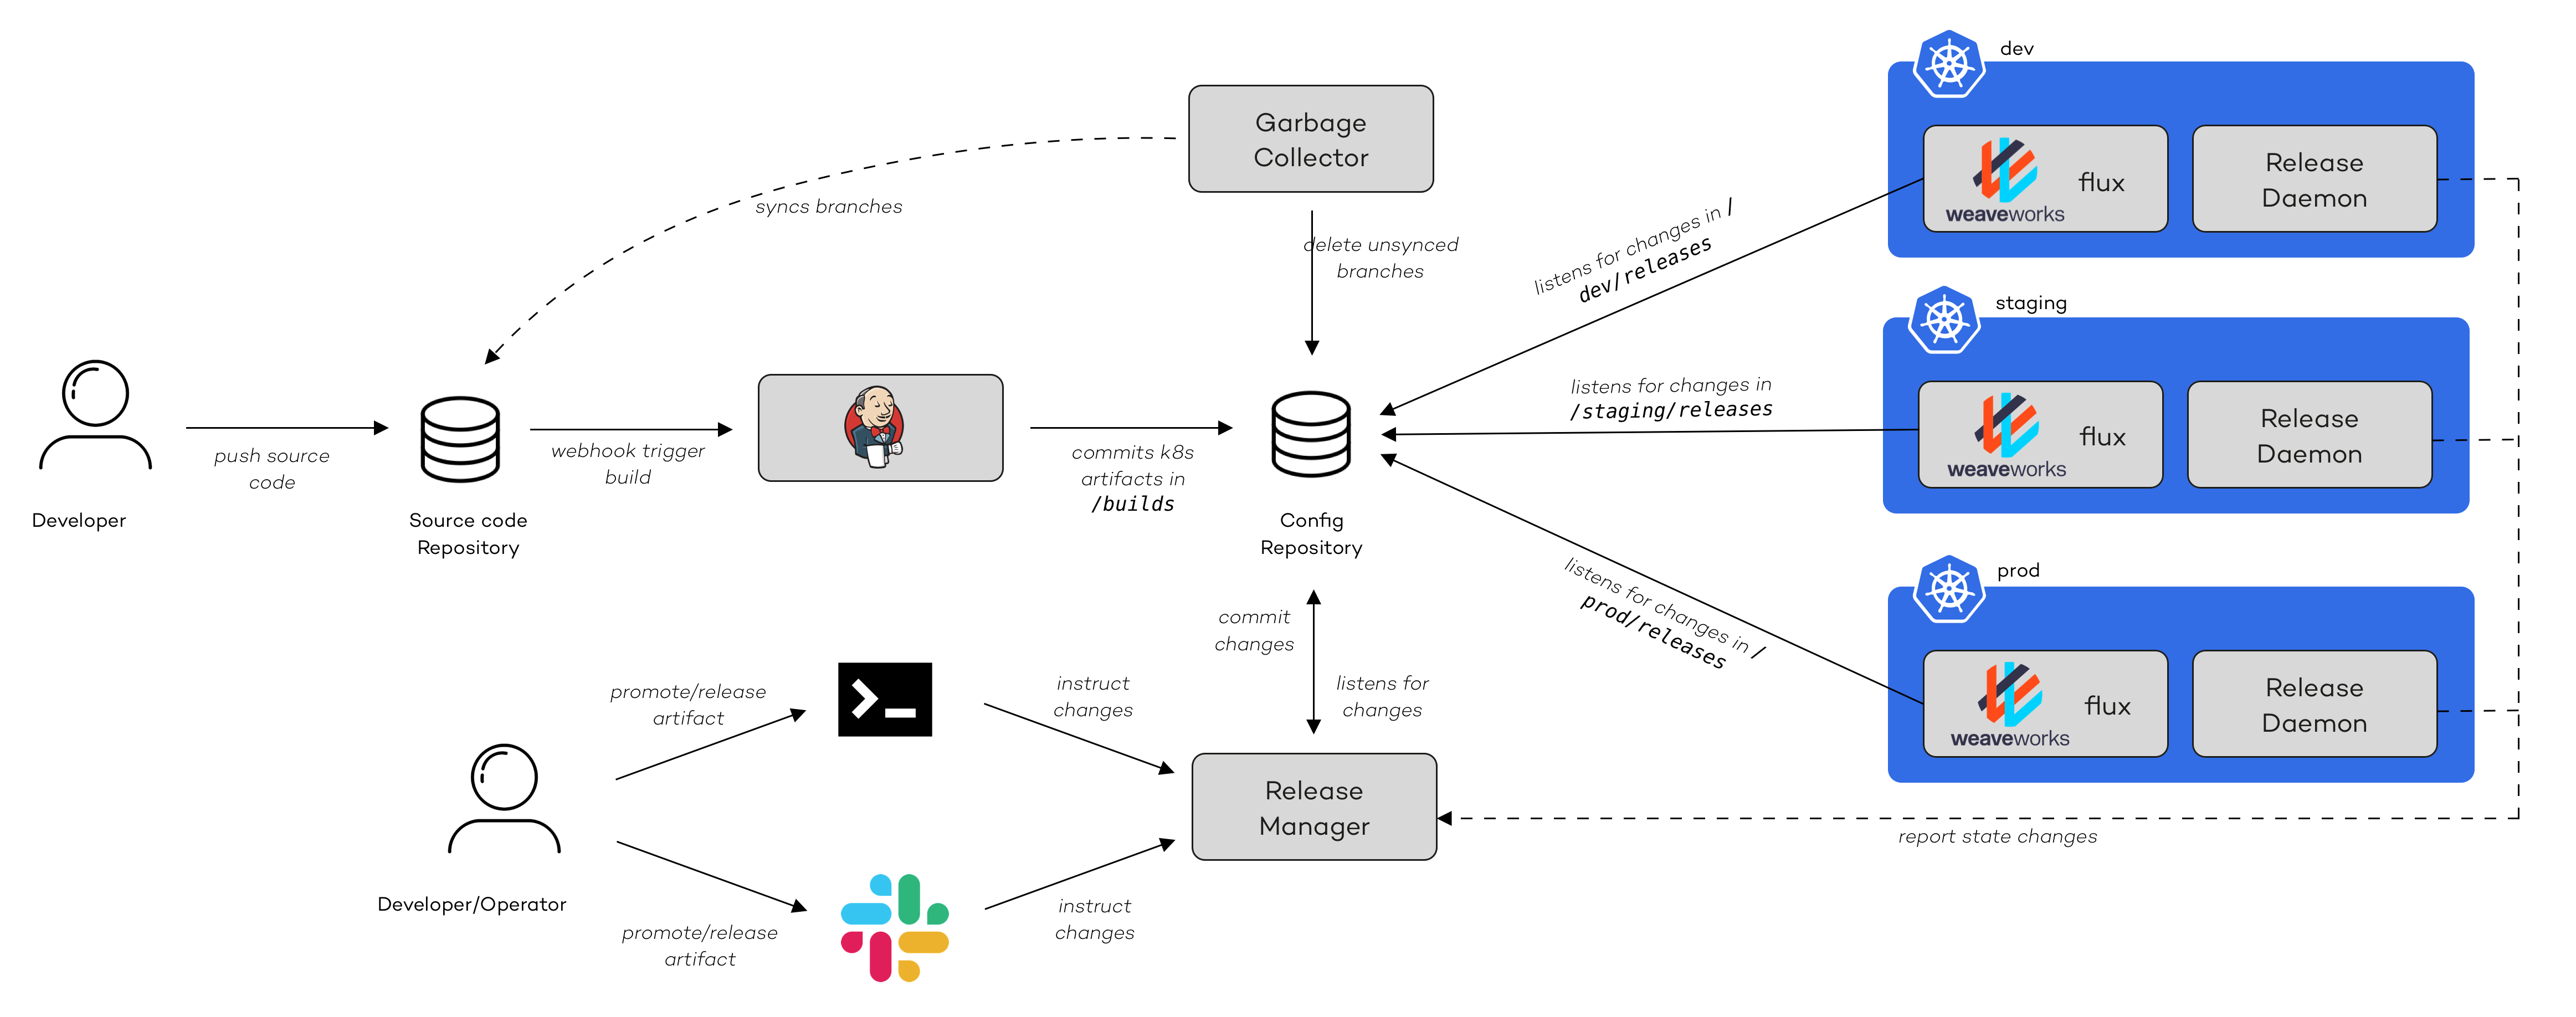 dev
Garbage
Collector
flux
weaveworks
Release
Daemon
syncs branches
delete unsynced
branches
listens for changes in /
dev/releases
staging
listens for changes in
/staging/releases
flux
weaveworks
Release
Daemon
push source
code
webhook trigger
build
commits k8s
artifacts in
/builds
Developer
Source code
Repository
Config
Repository
listens for changes in /
prod/releases
prod
flux
weaveworks
Release
Daemon
commit
changes
listens for
changes
promote/release
artifact
>_
instruct
changes
Release
Manager
report state changes
Developer/Operator
promote/release
artifact
instruct
changes